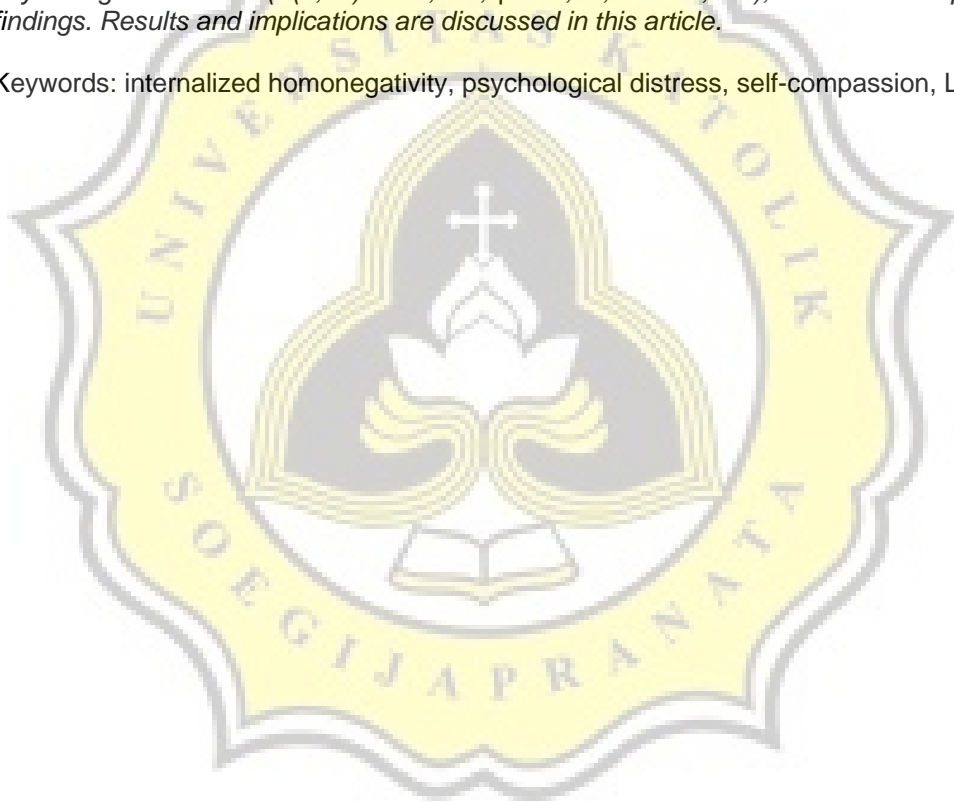 findings. Results and implications are discussed in this article.
Keywords: internalized homonegativity, psychological distress, self-compassion, L
UNIVERSITAS KATOLIK
SOEGIJAPRANATA